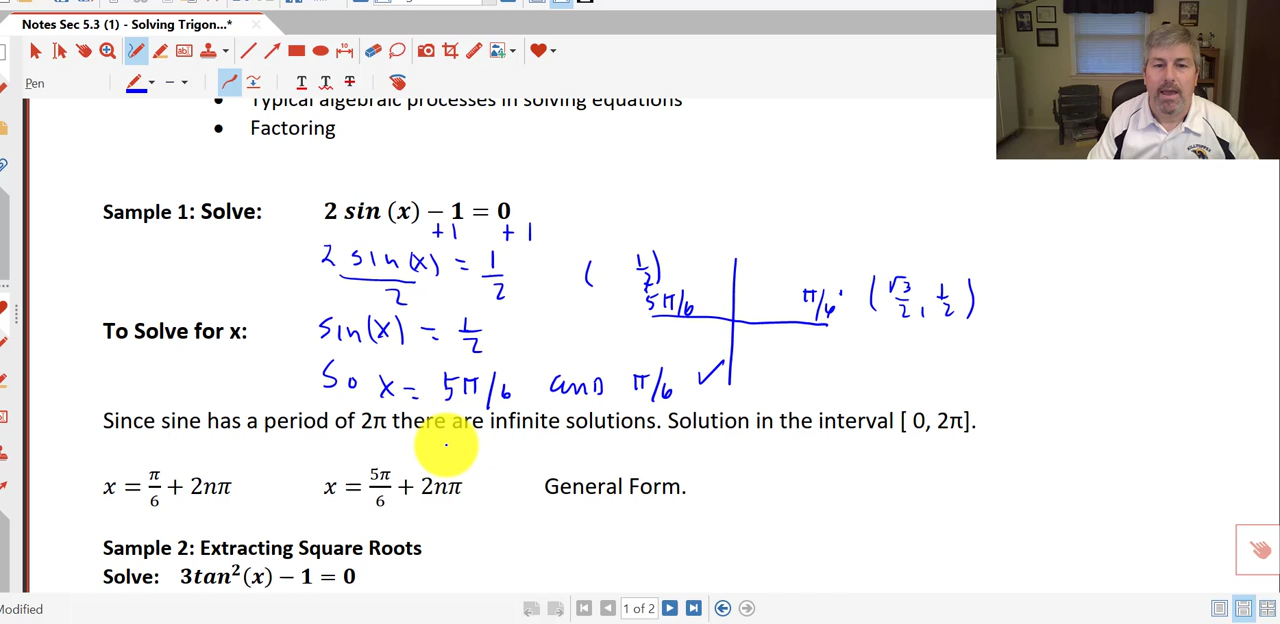 Notes Sec 5.3 (1) - Solving Trigon...*
Pen
Typical algebraic processes in solving equations
Factoring
Sample 1: Solve: 2 sin (x) − 1 = 0
+1 +1
2 sin(x) = 1
2 2
( 1/2)
5π/6 π/6 (√3/2, 1/2)
To Solve for x: sin(x) = 1/2
So x = 5π/6 and π/6 ✓
Since sine has a period of 2π there are infinite solutions. Solution in the interval [ 0, 2π].
x = π/6 + 2nπ x = 5π/6 + 2nπ General Form.
Sample 2: Extracting Square Roots
Solve: 3tan²(x) − 1 = 0
Modified
1 of 2